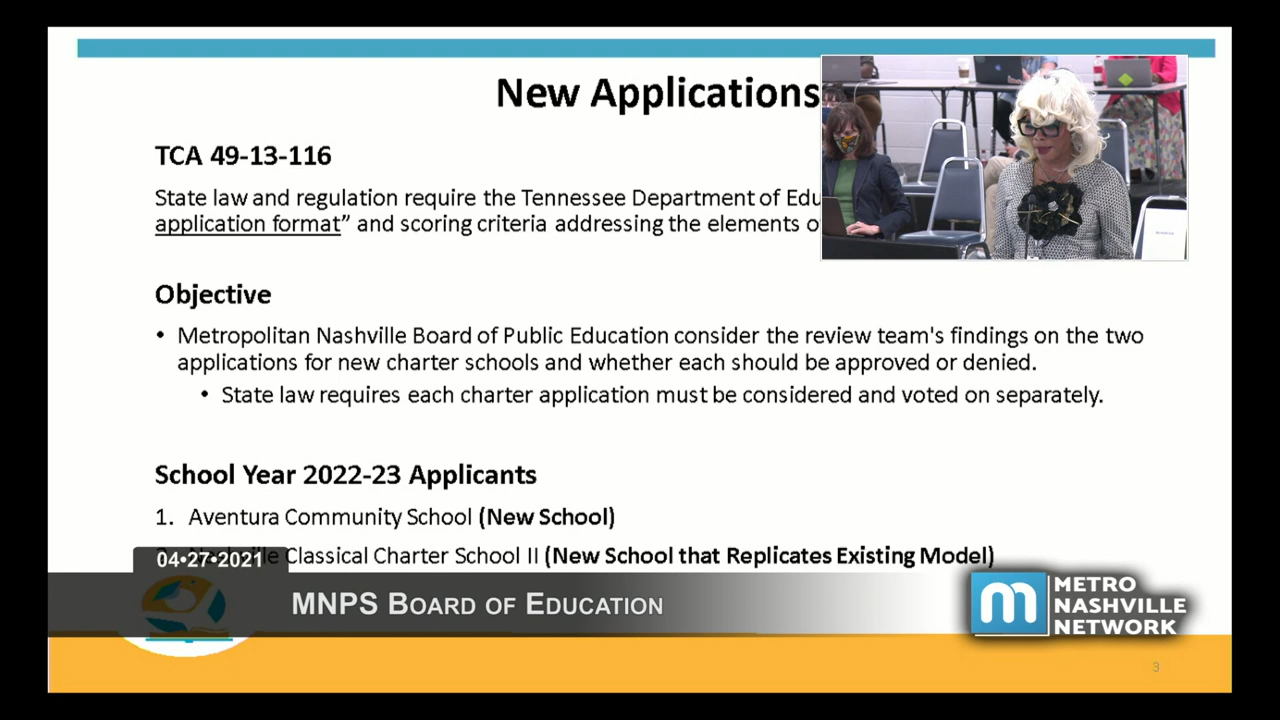 New Applications
TCA 49-13-116
State law and regulation require the Tennessee Department of Edu
application format” and scoring criteria addressing the elements o
Objective
• Metropolitan Nashville Board of Public Education consider the review team's findings on the two
applications for new charter schools and whether each should be approved or denied.
• State law requires each charter application must be considered and voted on separately.
School Year 2022-23 Applicants
1. Aventura Community School (New School)
Classical Charter School II (New School that Replicates Existing Model)
04•27•2021
MNPS BOARD OF EDUCATION
m
METRO
NASHVILLE
NETWORK
3